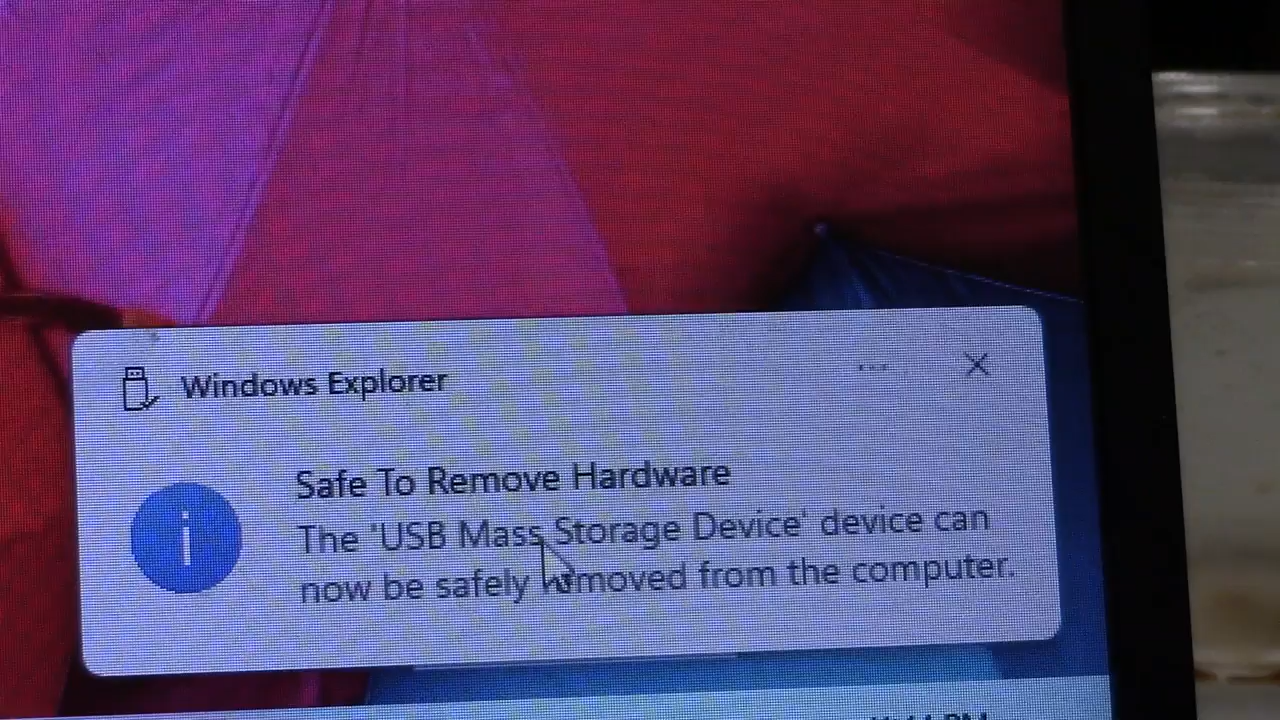 Windows Explorer
Safe To Remove Hardware
The 'USB Mass Storage Device' device can
now be safely removed from the computer.